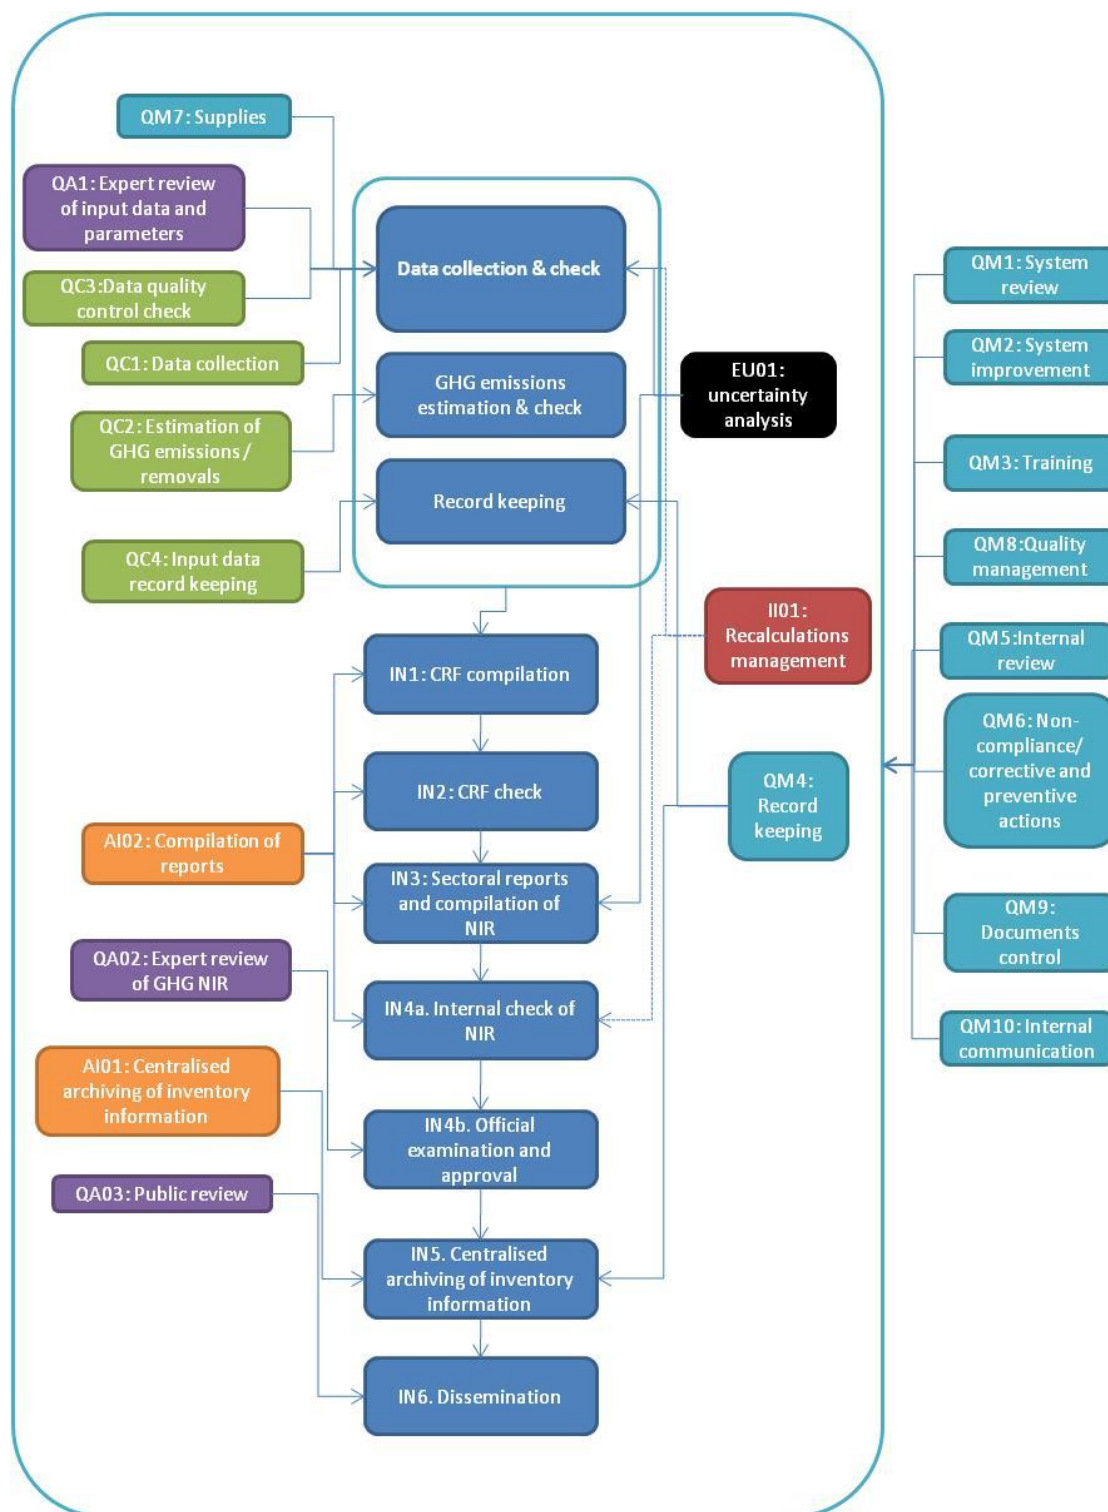 QM7: Supplies
QA1: Expert review
of input data and
parameters
QC3:Data quality
control check
QC1: Data collection
QC2: Estimation of
GHG emissions /
removals
QC4: Input data
record keeping
Data collection & check
GHG emissions
estimation & check
Record keeping
EU01:
uncertainty
analysis
II01:
Recalculations
management
QM4:
Record
keeping
IN1: CRF compilation
IN2: CRF check
IN3: Sectoral reports
and compilation of
NIR
IN4a. Internal check of
NIR
IN4b. Official
examination and
approval
IN5. Centralised
archiving of inventory
information
IN6. Dissemination
AI02: Compilation of
reports
QA02: Expert review
of GHG NIR
AI01: Centralised
archiving of inventory
information
QA03: Public review
QM1: System
review
QM2: System
improvement
QM3: Training
QM8:Quality
management
QM5:Internal
review
QM6: Non-
compliance/
corrective and
preventive
actions
QM9:
Documents
control
QM10: Internal
communication